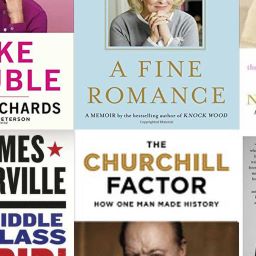 KE
UBLE
CHARDS
PETERSON
A FINE
ROMANCE
A MEMOIR by the bestselling author of KNOCK WOOD
MES
RVILLE
IDDLE
LASS
THE
CHURCHILL
FACTOR
HOW ONE MAN MADE HISTORY
N